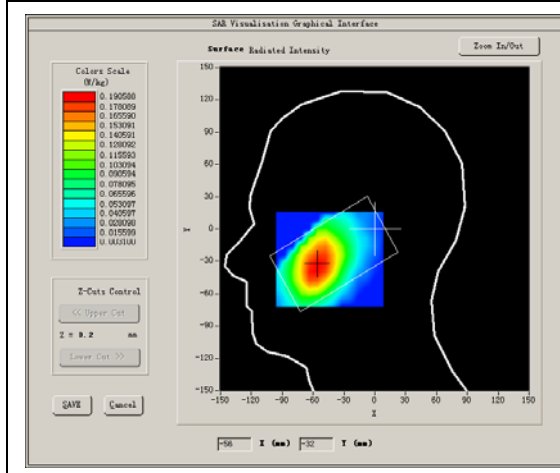 SAR Visualisation Graphical Interface
Surface Radiated Intensity
Zoom In/Out
Colors Scale
(W/kg)
0.190588
0.178089
0.165590
0.153091
0.140591
0.128092
0.115593
0.103094
0.090594
0.078095
0.065596
0.053097
0.040597
0.028098
0.015599
0.003100
150
120
90
60
30
0
-30
-60
-90
-120
-150
Y
-150 -120 -90 -60 -30 0 30 60 90 120 150
X
Z-Cuts Control
<< Upper Cut
Z = 0.2 mm
Lower Cut >>
SAVE Cancel
-56 X (mm) -32 Y (mm)